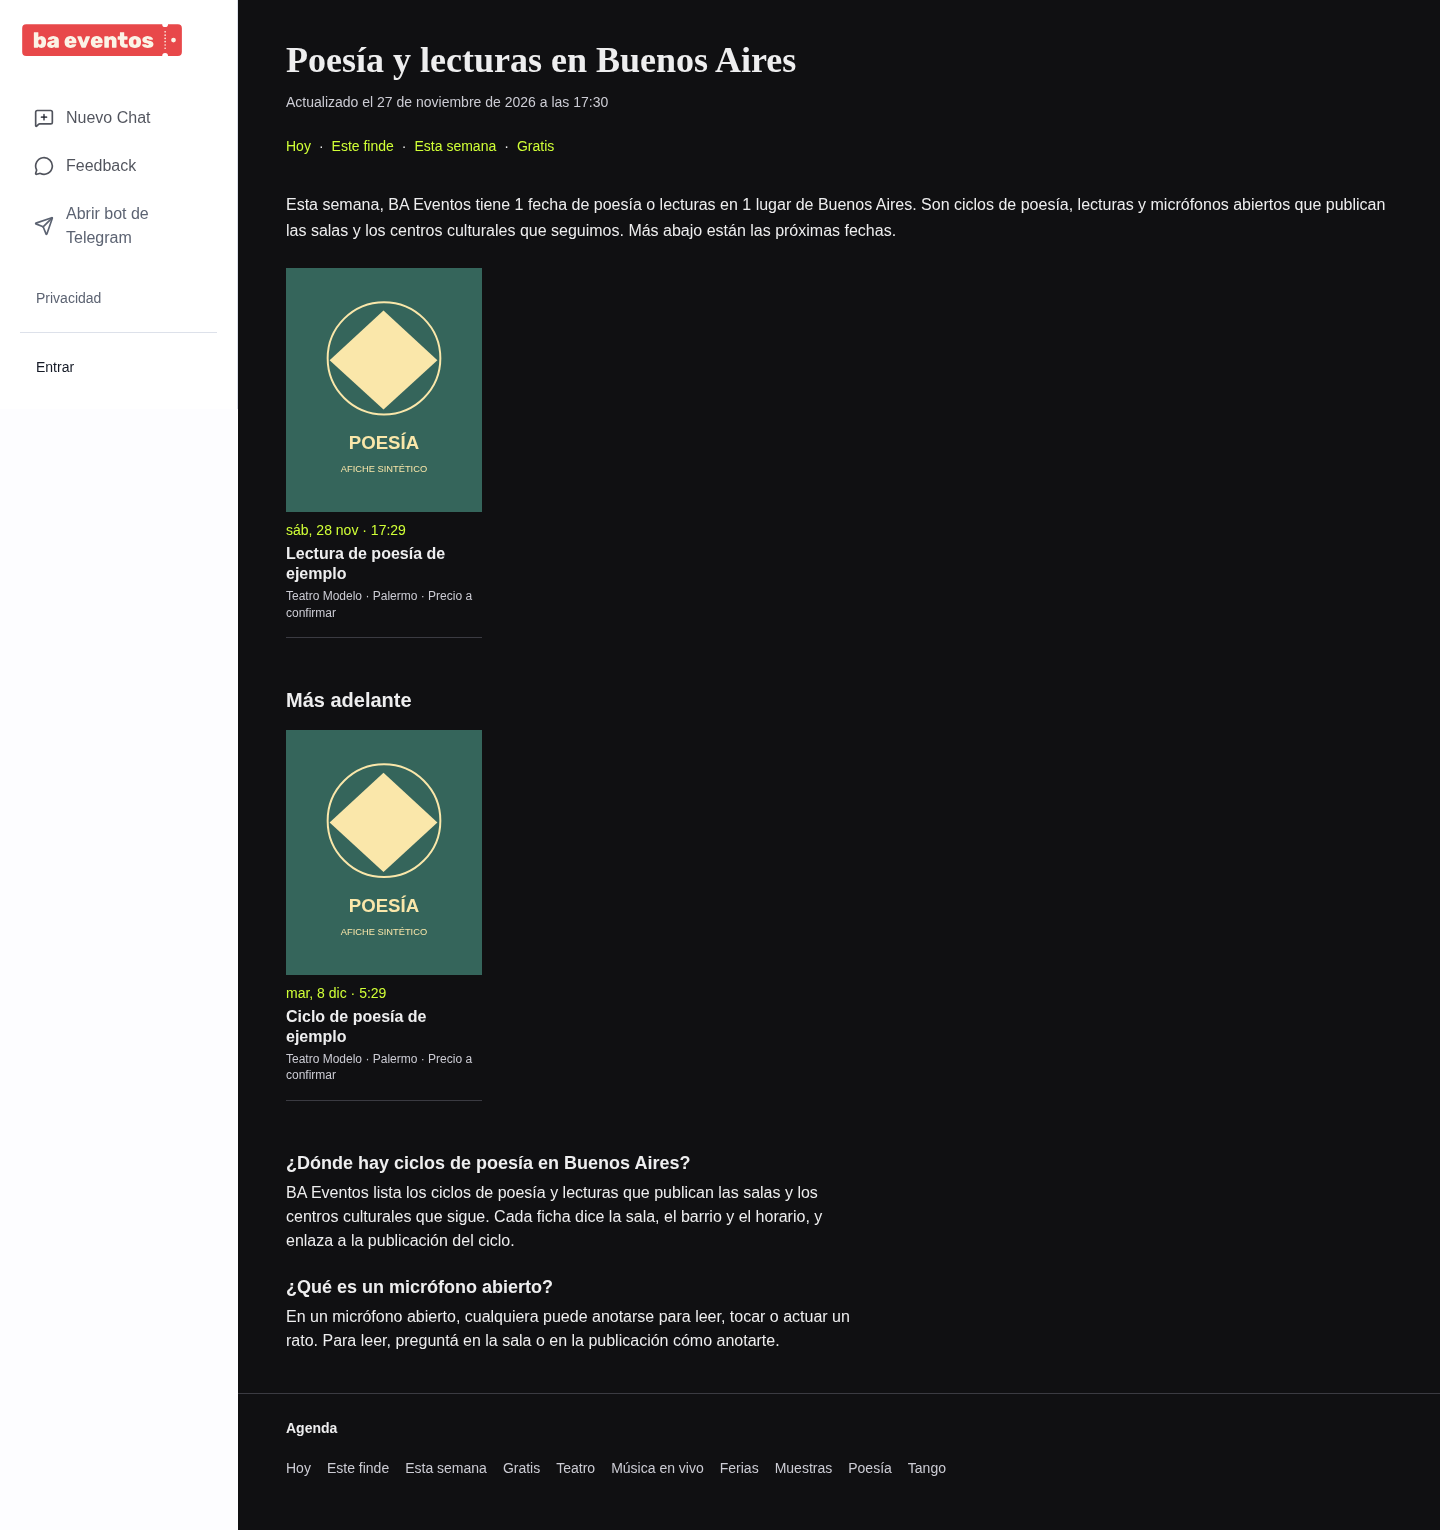 ba eventos
Nuevo Chat
Feedback
Abrir bot de
Telegram
Privacidad
Entrar
Poesía y lecturas en Buenos Aires
Actualizado el 27 de noviembre de 2026 a las 17:30
Hoy · Este finde · Esta semana · Gratis
Esta semana, BA Eventos tiene 1 fecha de poesía o lecturas en 1 lugar de Buenos Aires. Son ciclos de poesía, lecturas y micrófonos abiertos que publican
las salas y los centros culturales que seguimos. Más abajo están las próximas fechas.
POESÍA
AFICHE SINTÉTICO
sáb, 28 nov · 17:29
Lectura de poesía de
ejemplo
Teatro Modelo · Palermo · Precio a
confirmar
Más adelante
POESÍA
AFICHE SINTÉTICO
mar, 8 dic · 5:29
Ciclo de poesía de
ejemplo
Teatro Modelo · Palermo · Precio a
confirmar
¿Dónde hay ciclos de poesía en Buenos Aires?
BA Eventos lista los ciclos de poesía y lecturas que publican las salas y los
centros culturales que sigue. Cada ficha dice la sala, el barrio y el horario, y
enlaza a la publicación del ciclo.
¿Qué es un micrófono abierto?
En un micrófono abierto, cualquiera puede anotarse para leer, tocar o actuar un
rato. Para leer, preguntá en la sala o en la publicación cómo anotarte.
Agenda
Hoy Este finde Esta semana Gratis Teatro Música en vivo Ferias Muestras Poesía Tango